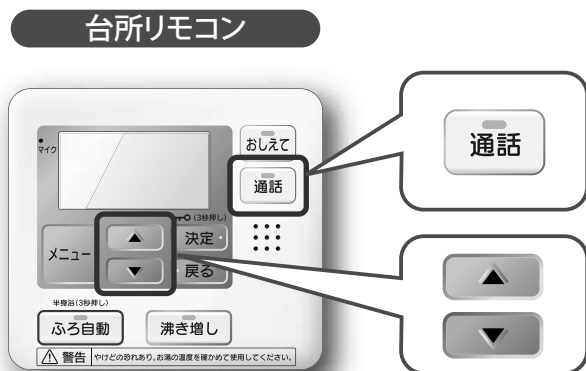 台所リモコン
マイク
おしえて
通話
通話
(3秒押し)
決定
メニュー
戻る
半身浴(3秒押し)
ふろ自動
沸き増し
警告 やけどの恐れあり。お湯の温度を確かめて使用してください。